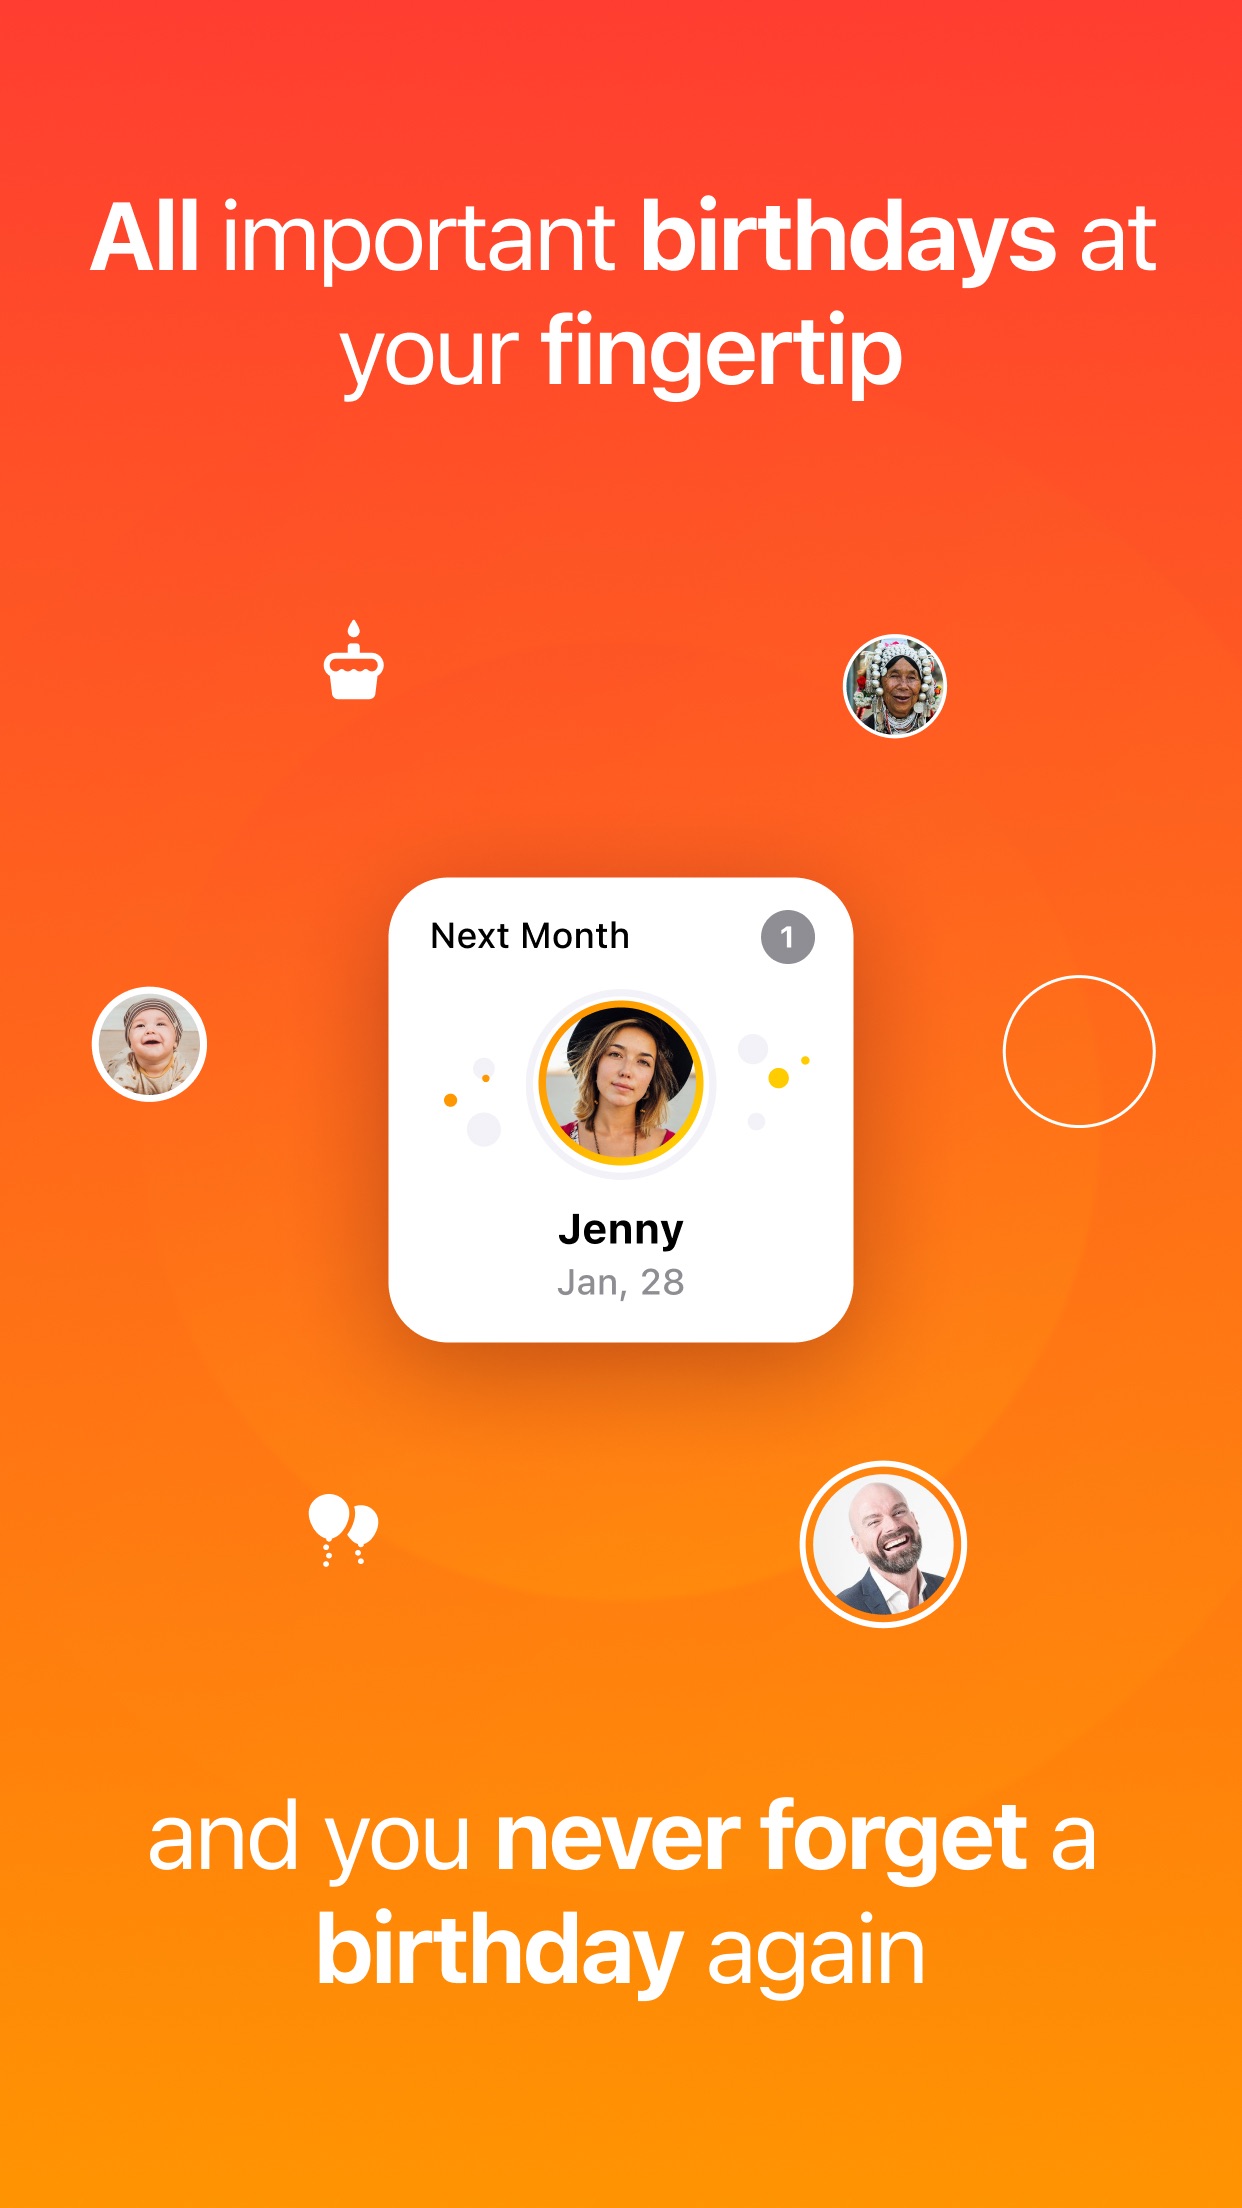 All important birthdays at
your fingertip
Next Month
1
Jenny
Jan, 28
and you never forget a
birthday again